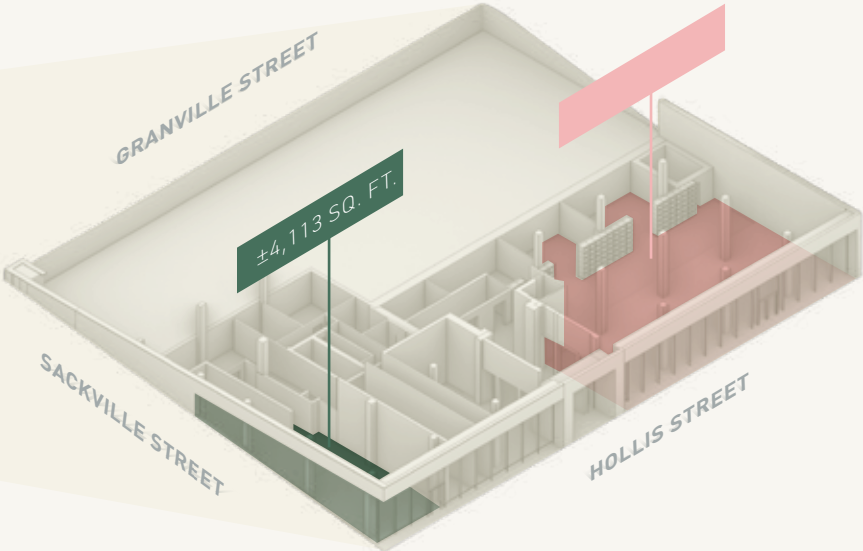 GRANVILLE STREET
±4,113 SQ. FT.
SACKVILLE STREET
HOLLIS STREET